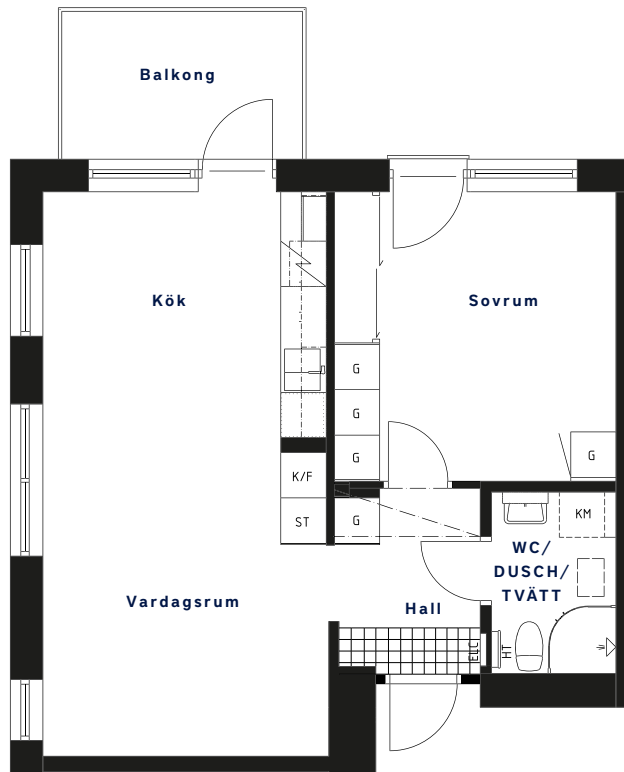 Balkong
Kök
Sovrum
G
G
G
G
K/F
ST
G
KM
WC/
DUSCH/
TVÄTT
Vardagsrum
Hall
ELC
HT